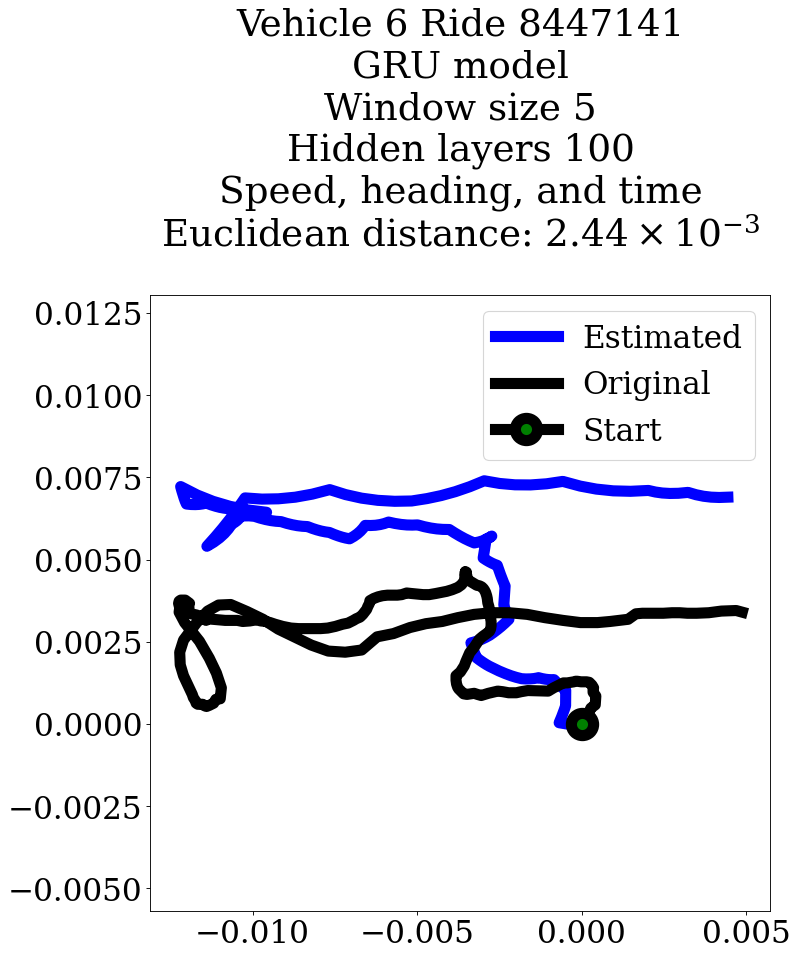 Vehicle 6 Ride 8447141
GRU model
Window size 5
Hidden layers 100
Speed, heading, and time
Euclidean distance: 2.44 × 10⁻³
Estimated
Original
Start
0.0125
0.0100
0.0075
0.0050
0.0025
0.0000
−0.0025
−0.0050
−0.010
−0.005
0.000
0.005